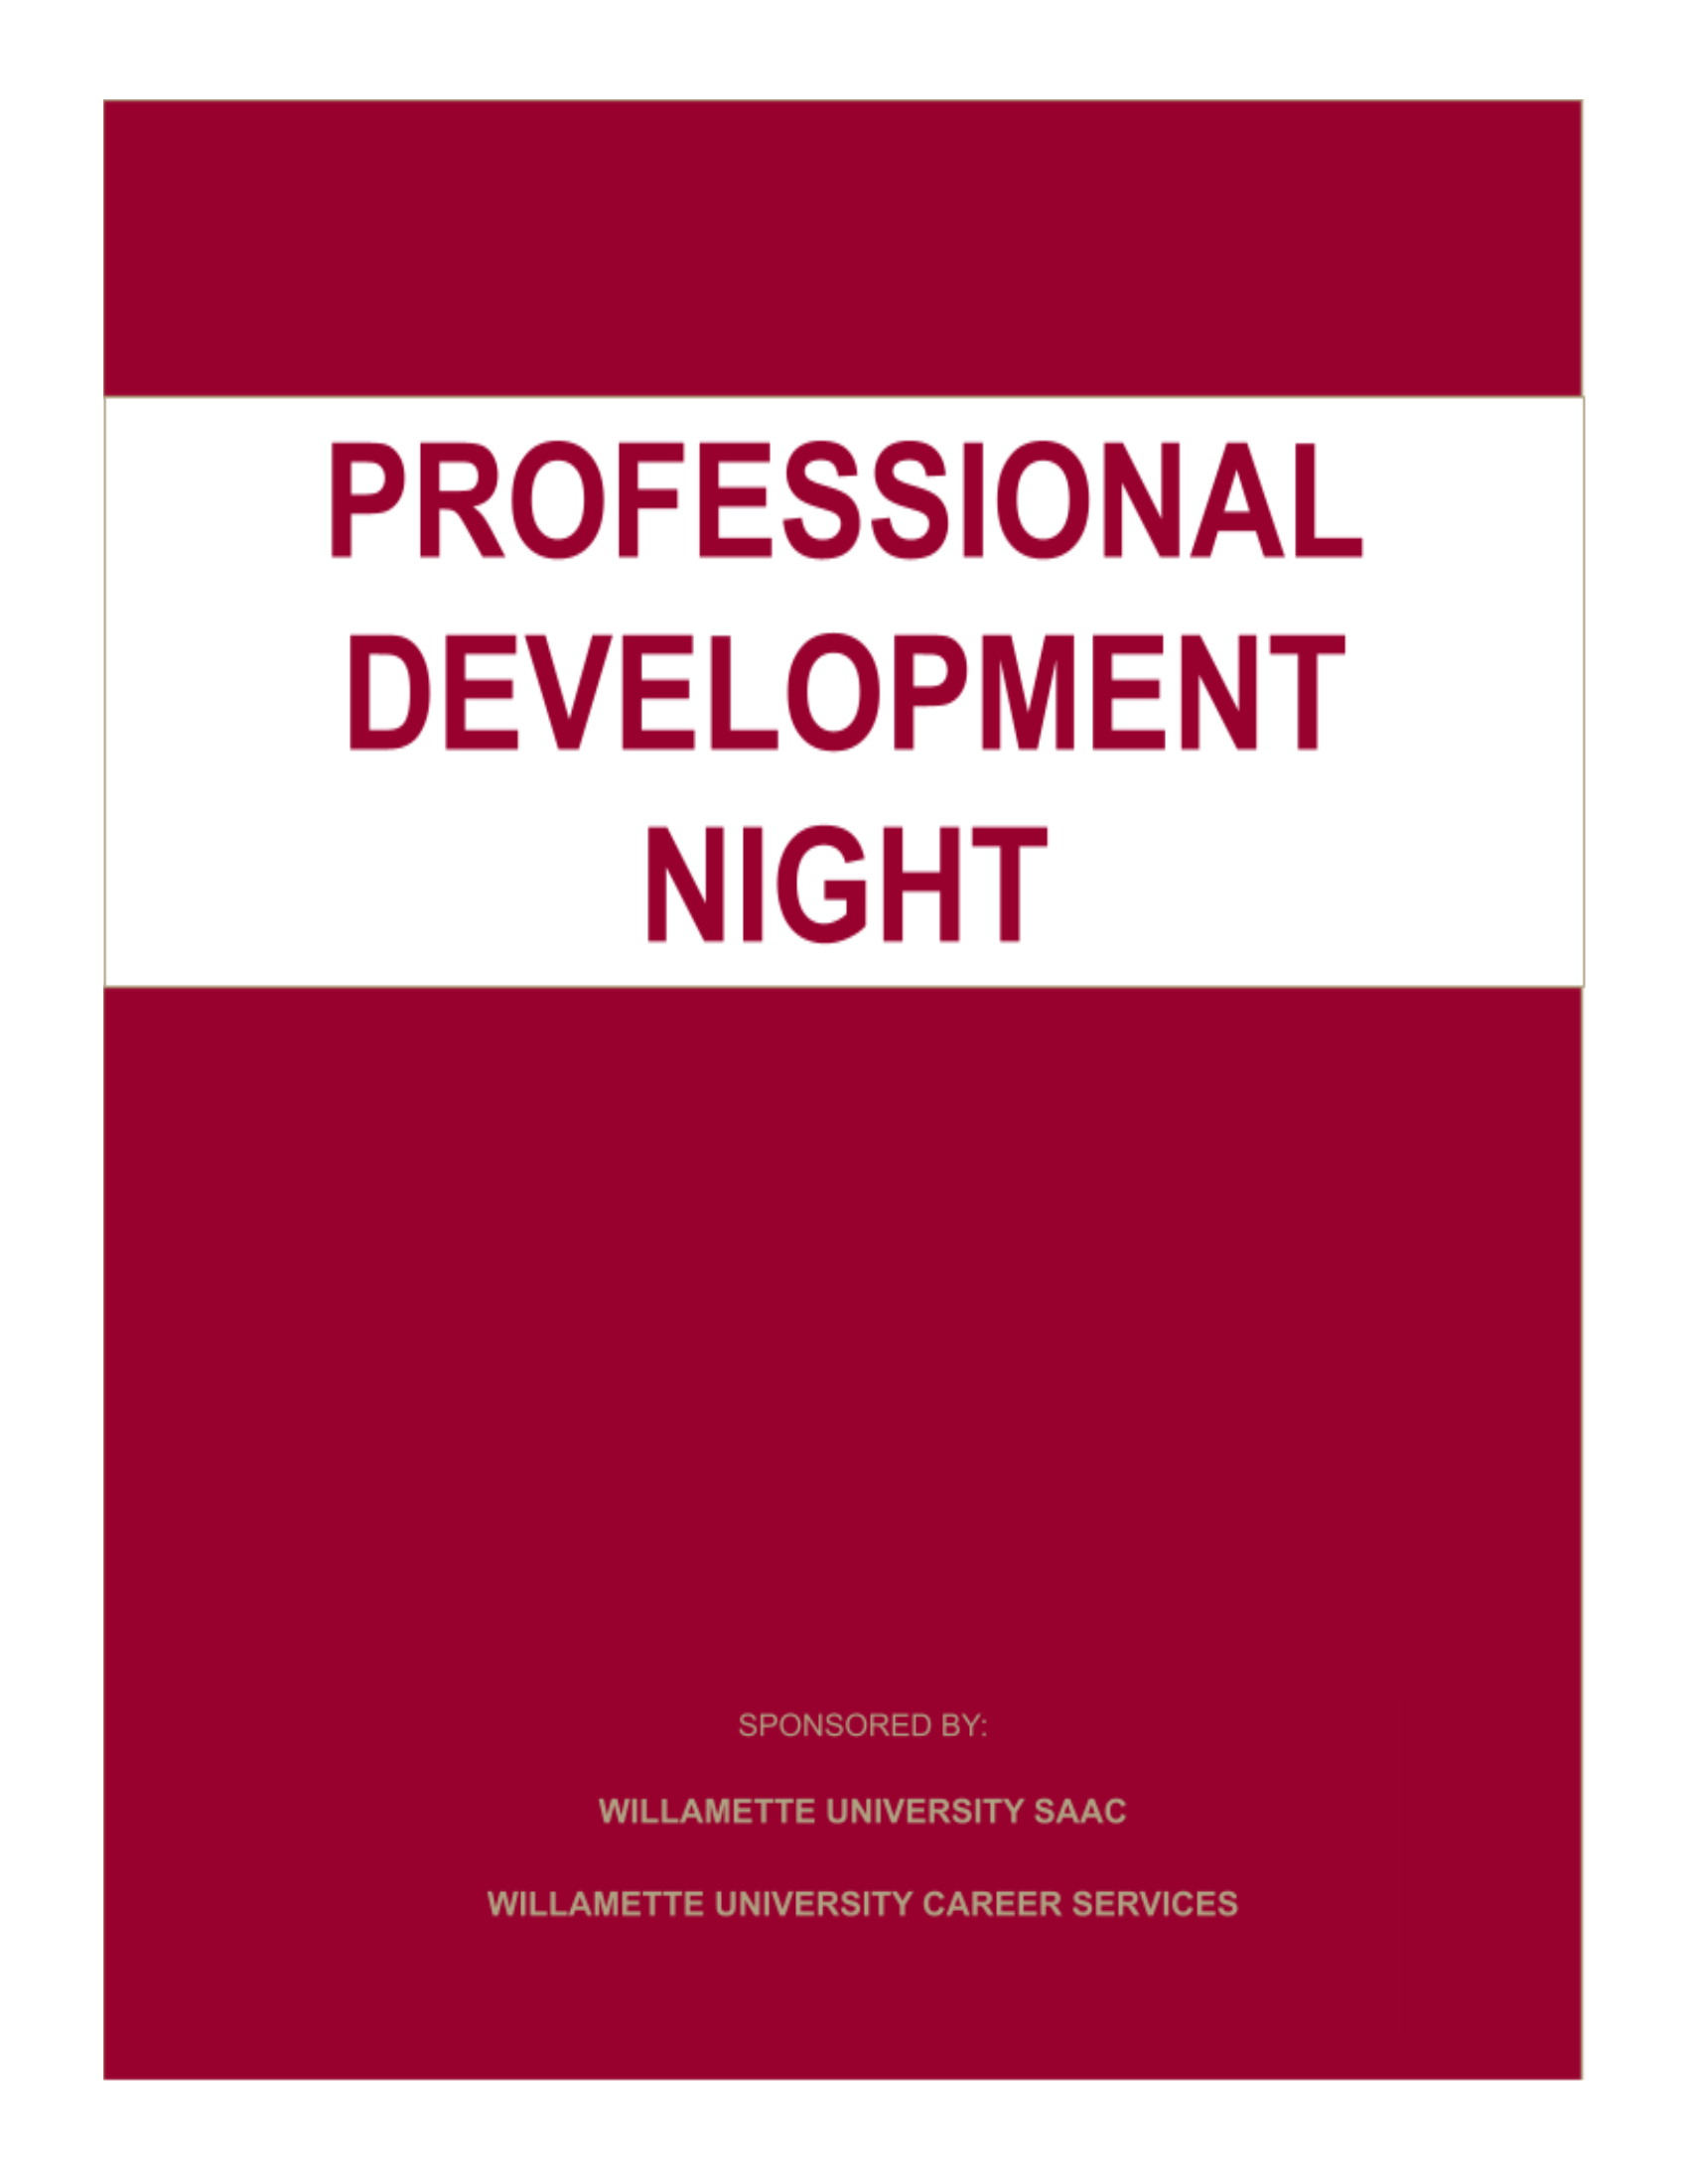 PROFESSIONAL
DEVELOPMENT
NIGHT
SPONSORED BY:
WILLAMETTE UNIVERSITY SAAC
WILLAMETTE UNIVERSITY CAREER SERVICES